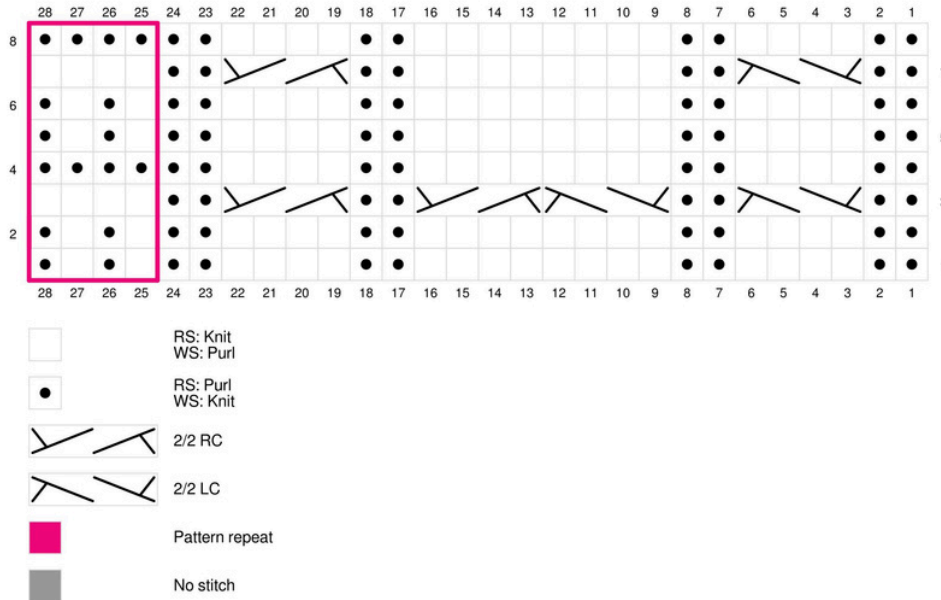 28 27 26 25 24 23 22 21 20 19 18 17 16 15 14 13 12 11 10 9 8 7 6 5 4 3 2 1
8
6
4
2
28 27 26 25 24 23 22 21 20 19 18 17 16 15 14 13 12 11 10 9 8 7 6 5 4 3 2 1
RS: Knit
WS: Purl
RS: Purl
WS: Knit
2/2 RC
2/2 LC
Pattern repeat
No stitch